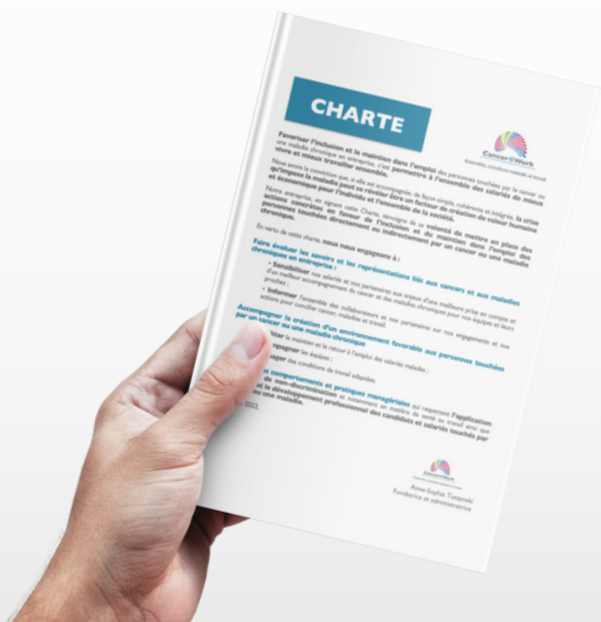 CHARTE
Cancer@Work
Favoriser l'inclusion et le maintien dans l'emploi des personnes touchées par le cancer ou
une maladie chronique en entreprise, c'est permettre à l'ensemble des salariés de mieux
vivre et mieux travailler ensemble.
Nous avons la conviction que, si elle est accompagnée, de façon simple, cohérente et intégrée, la crise
qu'impose la maladie peut se révéler être un facteur de création de valeur humaine
et économique pour l'individu et l'ensemble de la société.
Notre entreprise, en signant cette Charte, témoigne de sa volonté de mettre en place des
actions concrètes en faveur de l'inclusion et du maintien dans l'emploi des
personnes touchées directement ou indirectement par un cancer ou une maladie
chronique.
En vertu de cette charte, nous nous engageons à :
Faire évoluer les savoirs et les représentations liés aux cancers et aux maladies
chroniques en entreprise :
• Sensibiliser nos salariés et nos partenaires aux enjeux d'une meilleure prise en compte et
d'un meilleur accompagnement du cancer et des maladies chroniques pour nos équipes et leurs
proches ;
• Informer l'ensemble des collaborateurs et nos partenaires sur nos engagements et nos
actions pour concilier cancer, maladies et travail.
Accompagner la création d'un environnement favorable aux personnes touchées
par un cancer ou une maladie chronique
le maintien et le retour à l'emploi des salariés malades ;
les équipes ;
des conditions de travail adaptées.
comportements et pratiques managériales qui respectent l'application
de non-discrimination et notamment en matière de santé au travail ainsi que
et le développement professionnel des candidats et salariés touchés par
ou une maladie.
2022.
Cancer@Work
Anne-Sophie Tuszynski
Fondatrice et administratrice